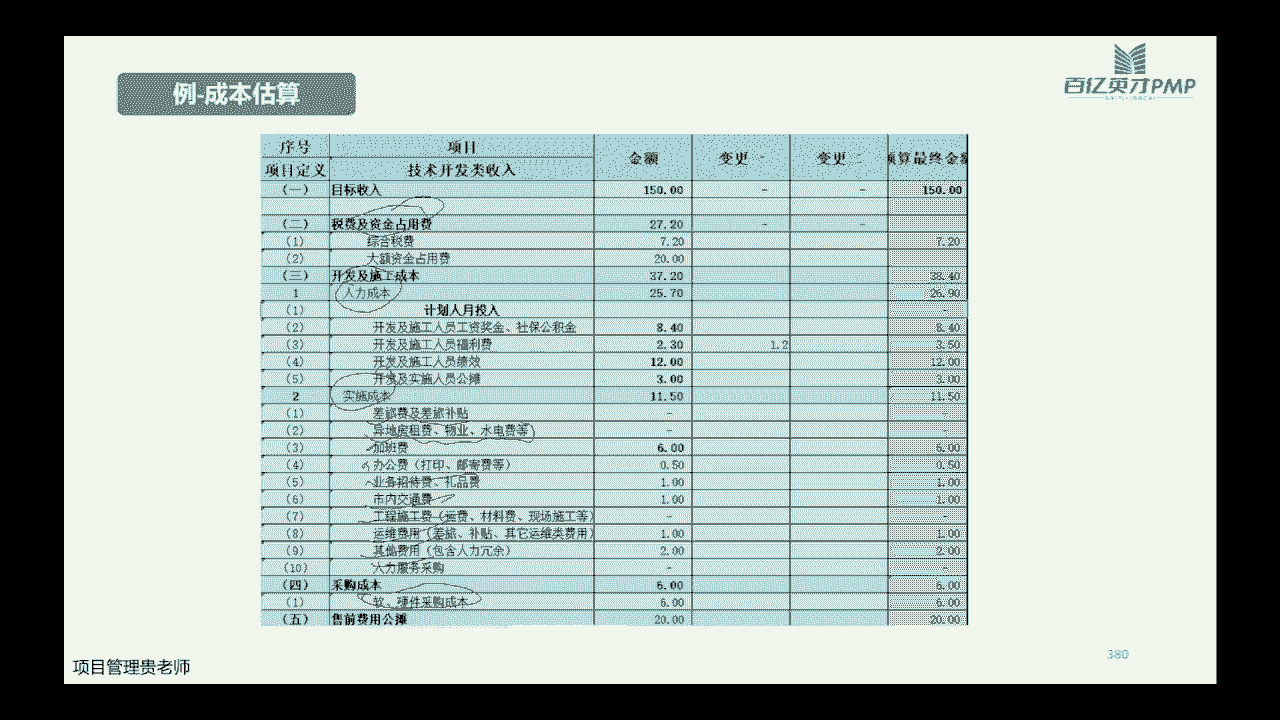 百亿英才PMP
例-成本估算
序号 项目 金额 变更一 变更二 预算最终金额
项目定义 技术开发类收入
（一） 目标收入 150.00 - - 150.00
（二） 税费及资金占用费 27.20 - -
（1） 综合税费 7.20 7.20
（2） 大额资金占用费 20.00
（三） 开发及施工成本 37.20 38.40
1 人力成本 25.70 26.90
（1） 计划人月投入 -
（2） 开发及施工人员工资奖金、社保公积金 8.40 8.40
（3） 开发及施工人员福利费 2.30 1.2 3.50
（4） 开发及施工人员绩效 12.00 12.00
（5） 开发及实施人员公摊 3.00 3.00
2 实施成本 11.50 11.50
（1） 差旅费及差旅补贴 - -
（2） 异地房租费、物业、水电费等） - -
（3） 加班费 6.00 6.00
（4） 办公费（打印、邮寄费等） 0.50 0.50
（5） 业务招待费、礼品费 1.00 1.00
（6） 市内交通费 1.00 1.00
（7） 工程施工费（运费、材料费、现场施工等） - -
（8） 运维费用（差旅、补贴、其它运维类费用） 1.00 1.00
（9） 其他费用（包含人力冗余） 2.00 2.00
（10） 人力服务采购 - -
（四） 采购成本 6.00 6.00
（1） 软、硬件采购成本 6.00 6.00
（五） 售前费用公摊 20.00 20.00
380
项目管理贵老师